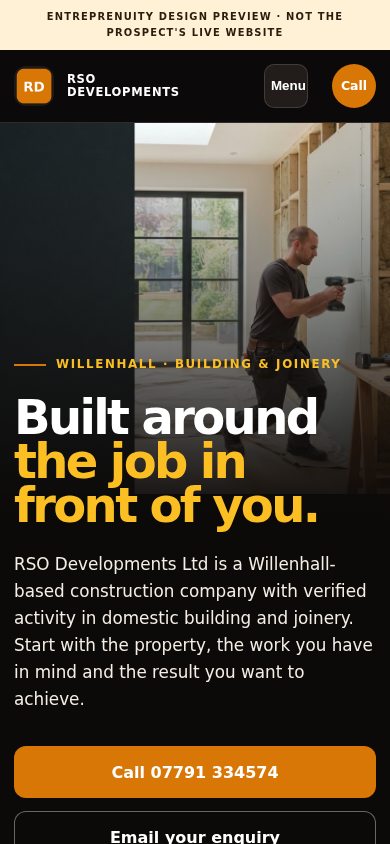 ENTREPRENUITY DESIGN PREVIEW · NOT THE
PROSPECT'S LIVE WEBSITE
RD
RSO
DEVELOPMENTS
Menu
Call
WILLENHALL · BUILDING & JOINERY
Built around
the job in
front of you.
RSO Developments Ltd is a Willenhall-
based construction company with verified
activity in domestic building and joinery.
Start with the property, the work you have
in mind and the result you want to
achieve.
Call 07791 334574
Email your enquiry